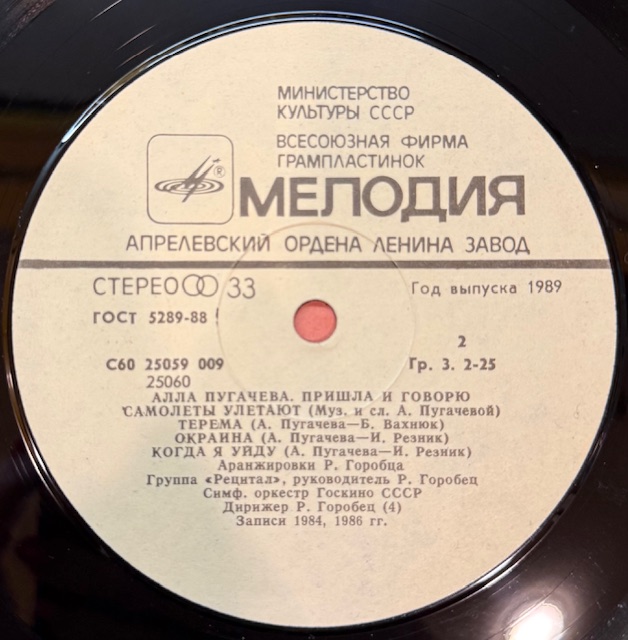 МИНИСТЕРСТВО
КУЛЬТУРЫ СССР
ВСЕСОЮЗНАЯ ФИРМА
ГРАМПЛАСТИНОК
®
МЕЛОДИЯ
АПРЕЛЕВСКИЙ ОРДЕНА ЛЕНИНА ЗАВОД
СТЕРЕО 33
Год выпуска 1989
ГОСТ 5289-88
2
С60 25059 009
Гр. 3. 2-25
25060
АЛЛА ПУГАЧЕВА. ПРИШЛА И ГОВОРЮ
САМОЛЕТЫ УЛЕТАЮТ (Муз. и сл. А. Пугачевой)
ТЕРЕМА (А. Пугачева—Б. Вахнюк)
ОКРАИНА (А. Пугачева—И. Резник)
КОГДА Я УЙДУ (А. Пугачева—И. Резник)
Аранжировки Р. Горобца
Группа «Рецитал», руководитель Р. Горобец
Симф. оркестр Госкино СССР
Дирижер Р. Горобец (4)
Записи 1984, 1986 гг.